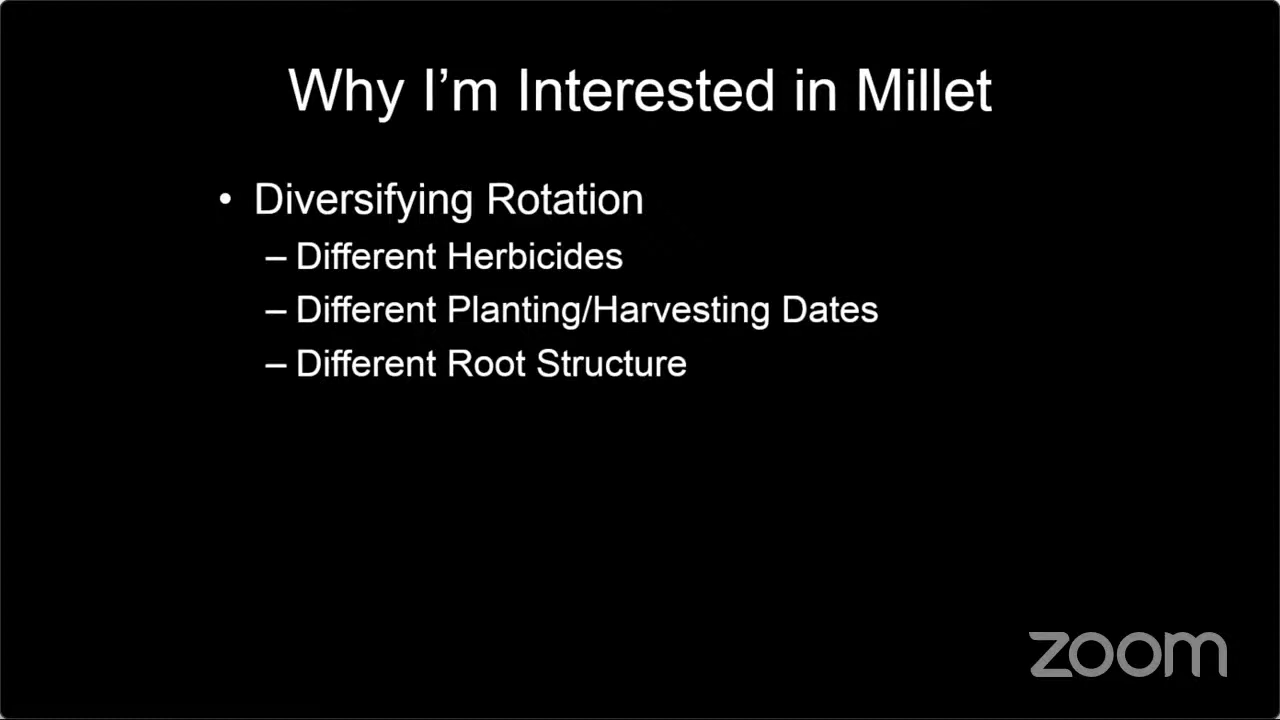 Why I'm Interested in Millet
• Diversifying Rotation
– Different Herbicides
– Different Planting/Harvesting Dates
– Different Root Structure
zoom